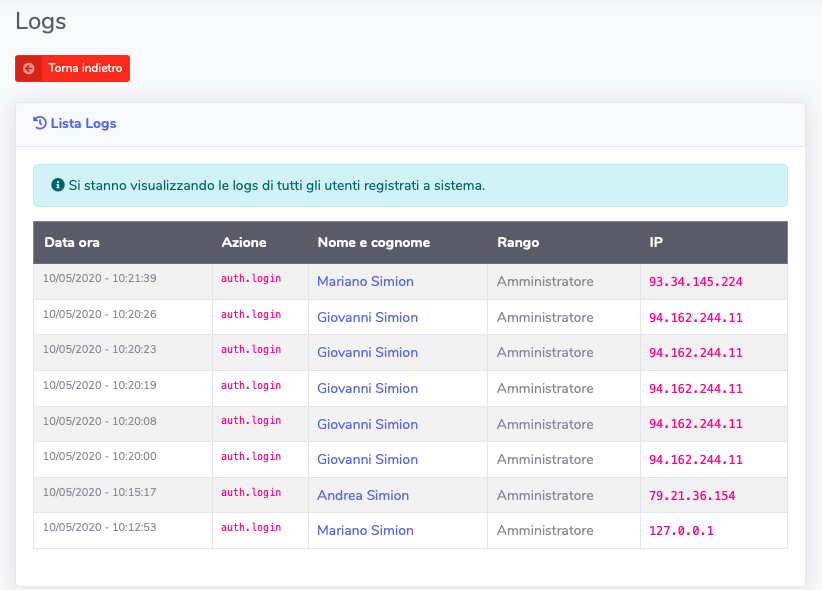 Logs
Torna indietro
Lista Logs
Si stanno visualizzando le logs di tutti gli utenti registrati a sistema.
Data ora Azione Nome e cognome Rango IP
10/05/2020 - 10:21:39 auth.login Mariano Simion Amministratore 93.34.145.224
10/05/2020 - 10:20:26 auth.login Giovanni Simion Amministratore 94.162.244.11
10/05/2020 - 10:20:23 auth.login Giovanni Simion Amministratore 94.162.244.11
10/05/2020 - 10:20:19 auth.login Giovanni Simion Amministratore 94.162.244.11
10/05/2020 - 10:20:08 auth.login Giovanni Simion Amministratore 94.162.244.11
10/05/2020 - 10:20:00 auth.login Giovanni Simion Amministratore 94.162.244.11
10/05/2020 - 10:15:17 auth.login Andrea Simion Amministratore 79.21.36.154
10/05/2020 - 10:12:53 auth.login Mariano Simion Amministratore 127.0.0.1